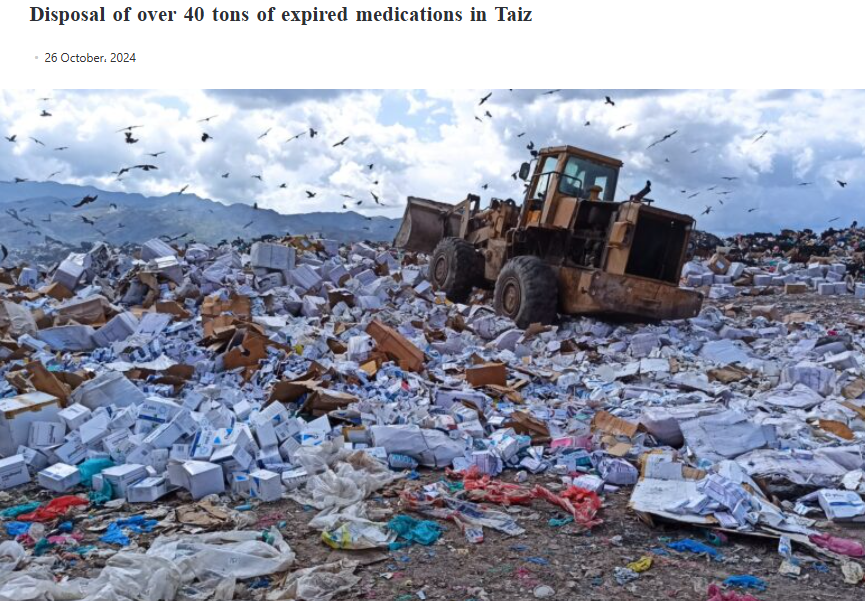 Disposal of over 40 tons of expired medications in Taiz
26 October، 2024